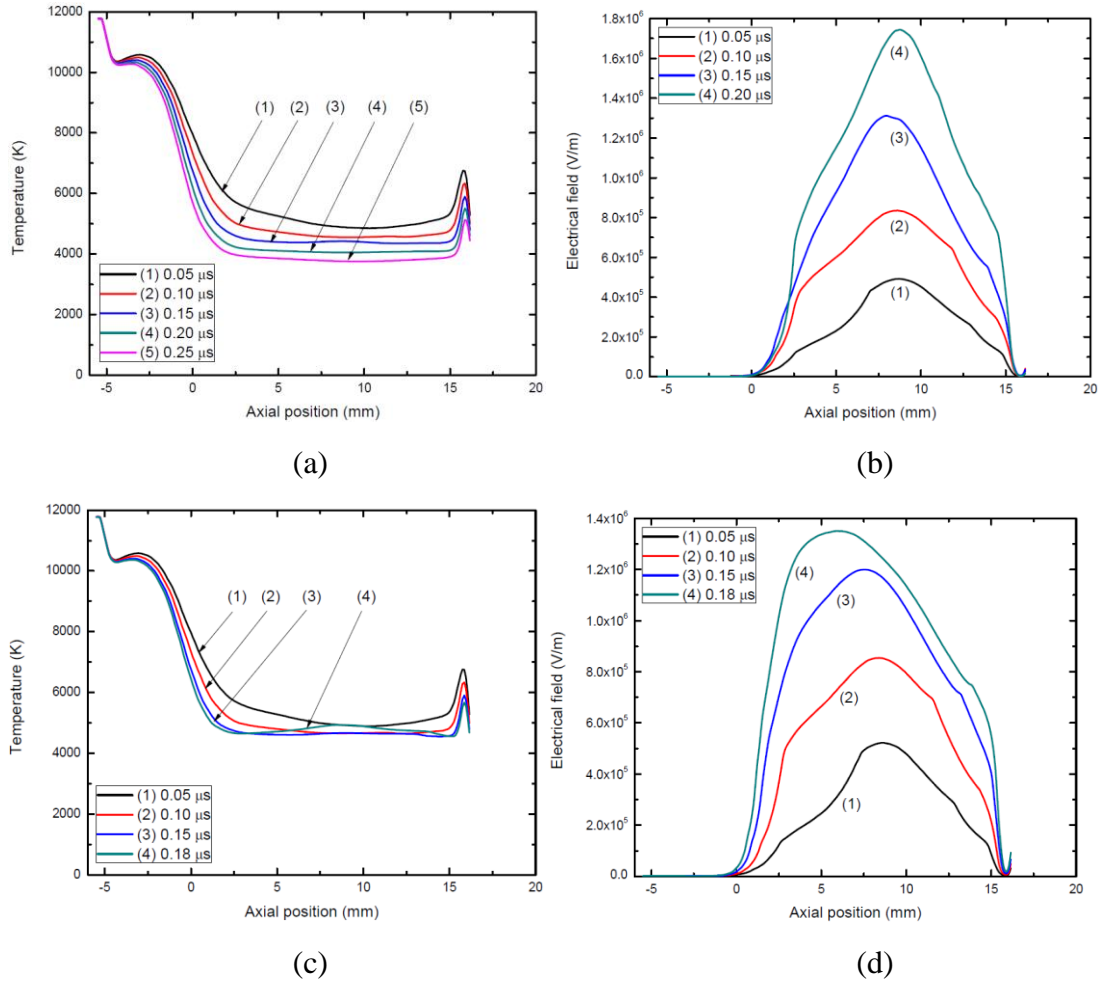 12000
10000
8000
6000
4000
2000
0
Temperature (K)
(1) (2) (3) (4) (5)
(1) 0.05 μs
(2) 0.10 μs
(3) 0.15 μs
(4) 0.20 μs
(5) 0.25 μs
-5 0 5 10 15 20
Axial position (mm)
(a)
1.8x10⁶
1.6x10⁶
1.4x10⁶
1.2x10⁶
1.0x10⁶
8.0x10⁵
6.0x10⁵
4.0x10⁵
2.0x10⁵
0.0
Electrical field (V/m)
(1) 0.05 μs
(2) 0.10 μs
(3) 0.15 μs
(4) 0.20 μs
(4)
(3)
(2)
(1)
-5 0 5 10 15 20
Axial position (mm)
(b)
12000
10000
8000
6000
4000
2000
0
Temperature (K)
(1) (2) (3) (4)
(1) 0.05 μs
(2) 0.10 μs
(3) 0.15 μs
(4) 0.18 μs
-5 0 5 10 15 20
Axial position (mm)
(c)
1.4x10⁶
1.2x10⁶
1.0x10⁶
8.0x10⁵
6.0x10⁵
4.0x10⁵
2.0x10⁵
0.0
Electrical field (V/m)
(1) 0.05 μs
(2) 0.10 μs
(3) 0.15 μs
(4) 0.18 μs
(4)
(3)
(2)
(1)
-5 0 5 10 15 20
Axial position (mm)
(d)